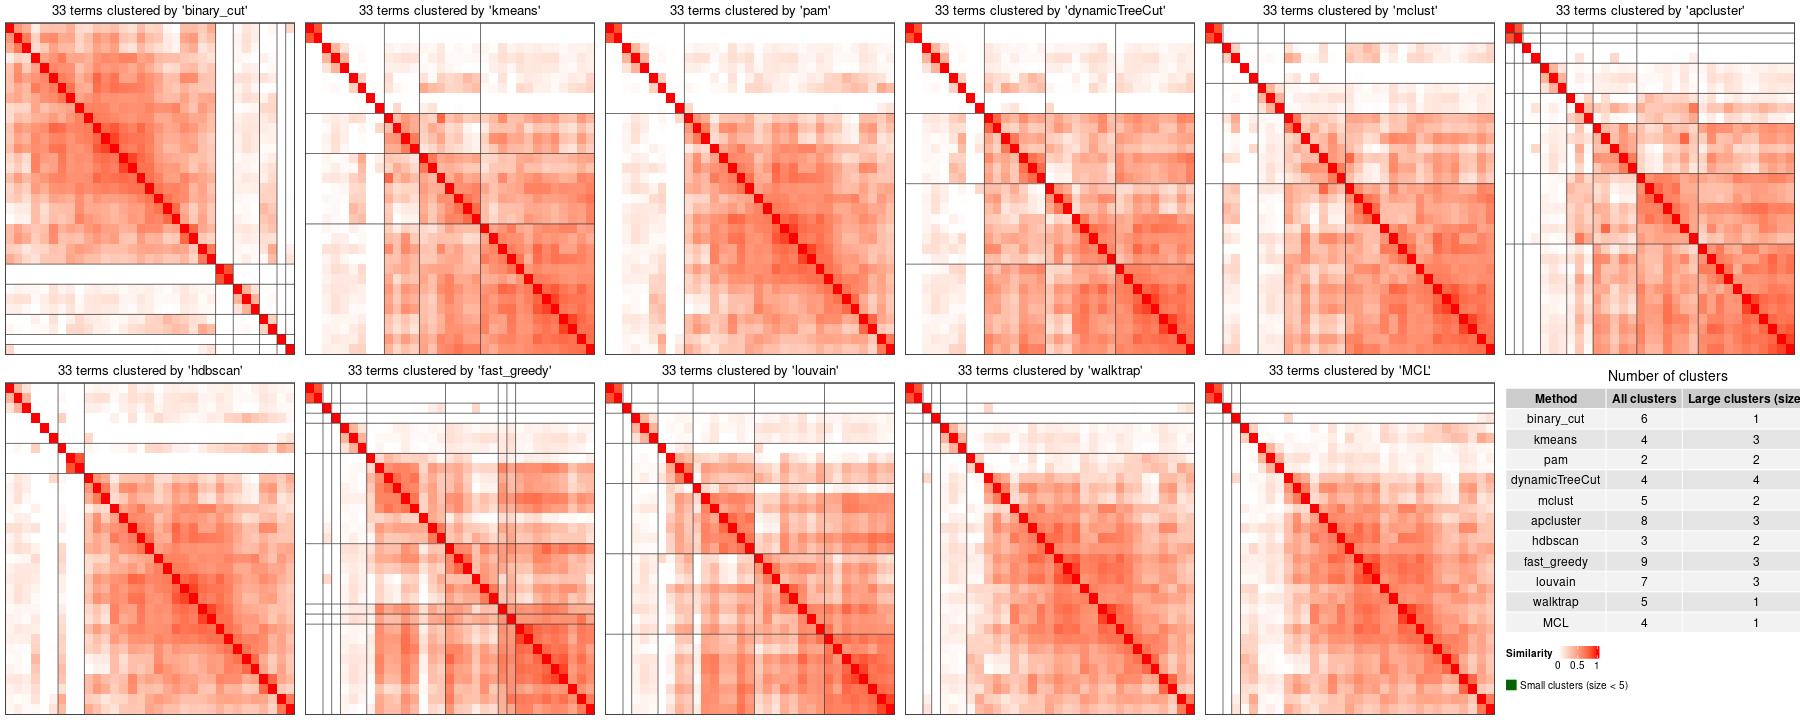 33 terms clustered by 'binary_cut'
33 terms clustered by 'kmeans'
33 terms clustered by 'pam'
33 terms clustered by 'dynamicTreeCut'
33 terms clustered by 'mclust'
33 terms clustered by 'apcluster'
33 terms clustered by 'hdbscan'
33 terms clustered by 'fast_greedy'
33 terms clustered by 'louvain'
33 terms clustered by 'walktrap'
33 terms clustered by 'MCL'
Number of clusters
Method All clusters Large clusters (size
binary_cut 6 1
kmeans 4 3
pam 2 2
dynamicTreeCut 4 4
mclust 5 2
apcluster 8 3
hdbscan 3 2
fast_greedy 9 3
louvain 7 3
walktrap 5 1
MCL 4 1
Similarity
0 0.5 1
Small clusters (size < 5)